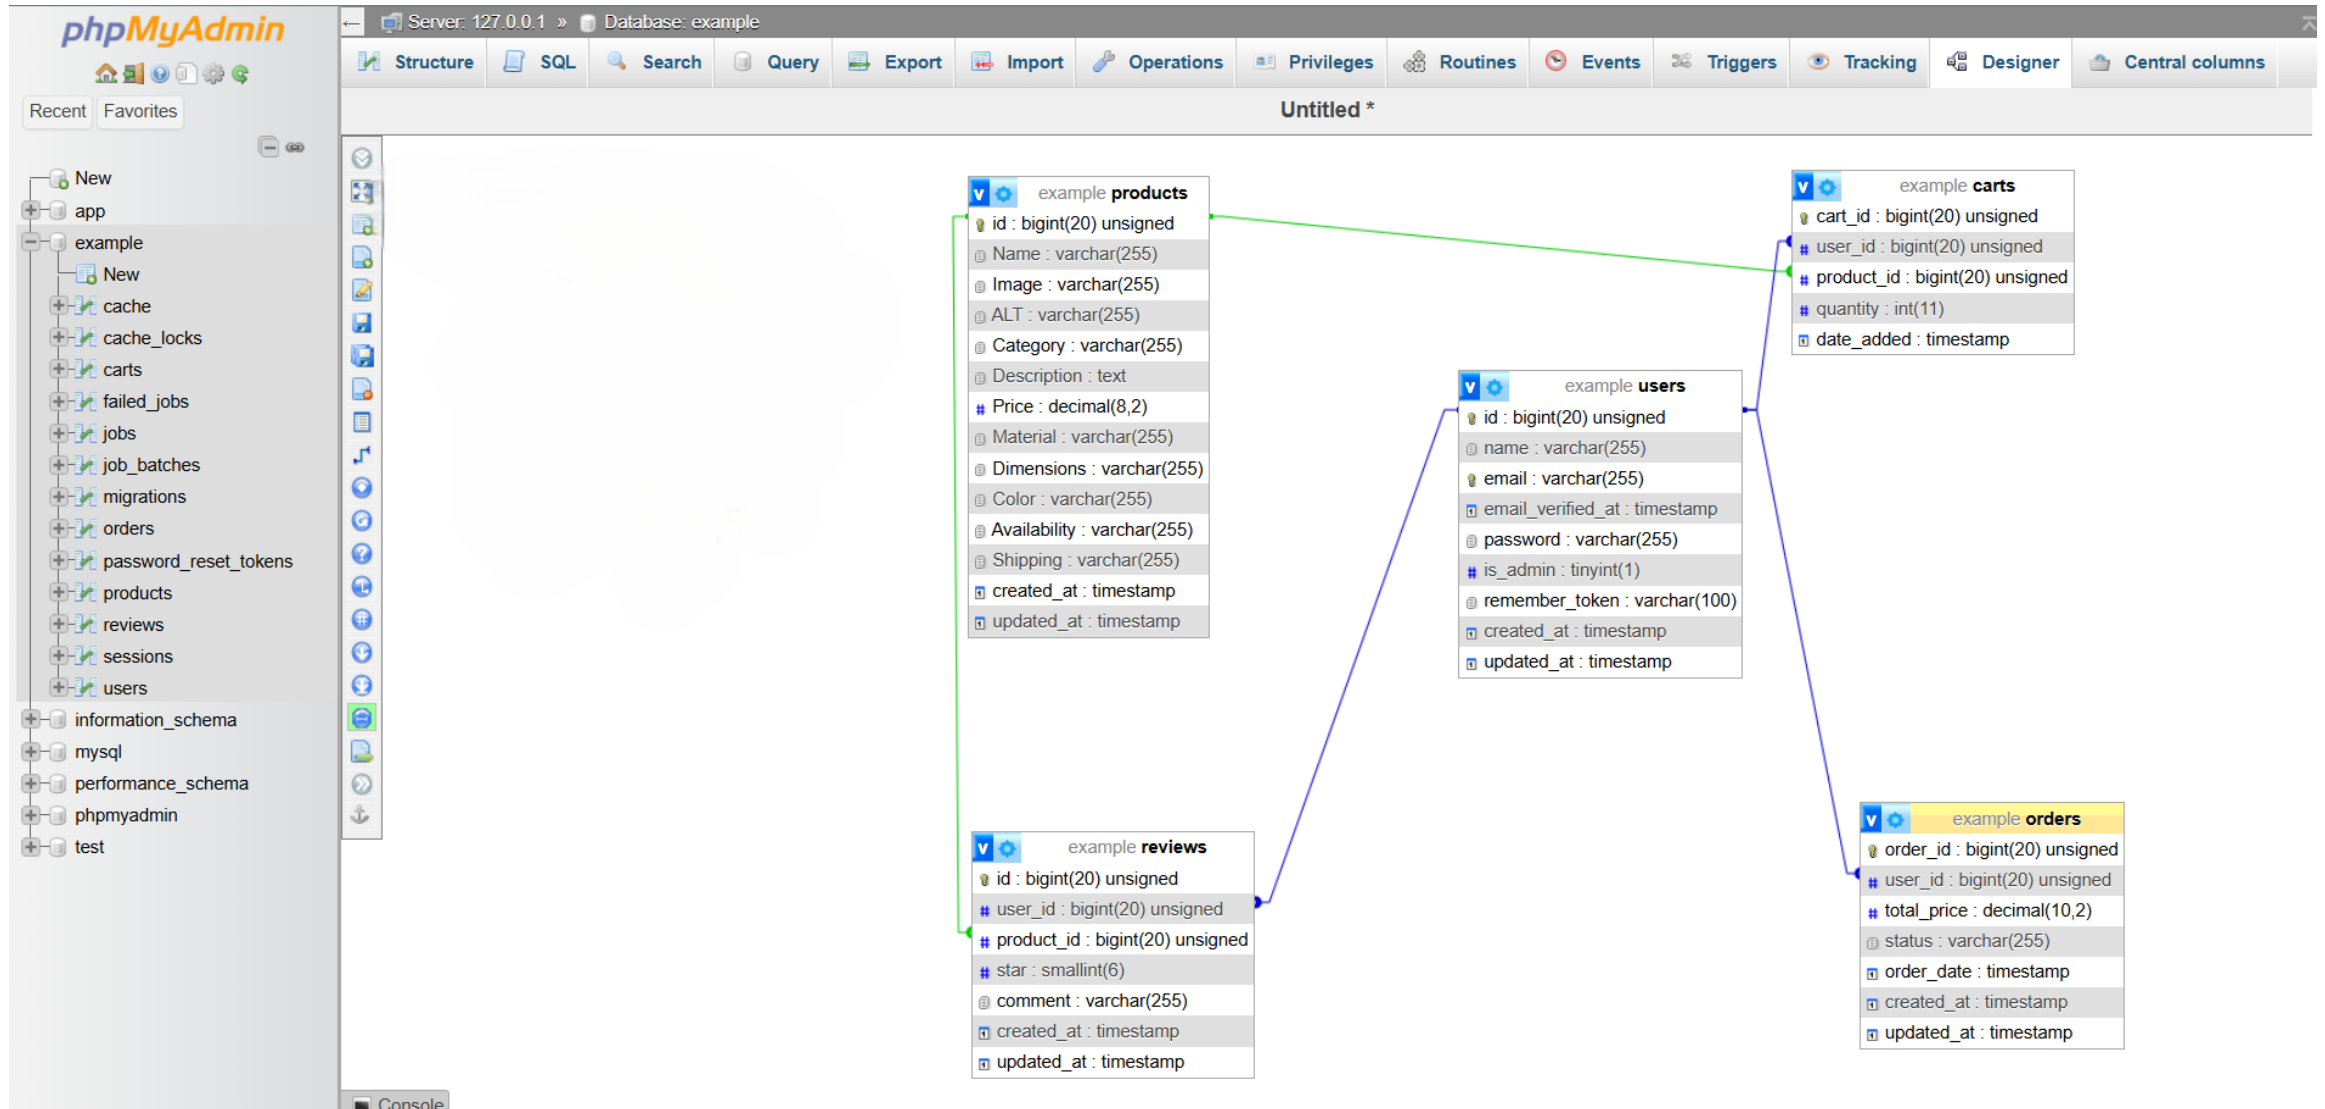 phpMyAdmin
Recent Favorites
New
app
example
New
cache
cache_locks
carts
failed_jobs
jobs
job_batches
migrations
orders
password_reset_tokens
products
reviews
sessions
users
information_schema
mysql
performance_schema
phpmyadmin
test
Server: 127.0.0.1 » Database: example
Structure SQL Search Query Export Import Operations Privileges Routines Events Triggers Tracking Designer Central columns
Untitled *
V example products
id : bigint(20) unsigned
Name : varchar(255)
Image : varchar(255)
ALT : varchar(255)
Category : varchar(255)
Description : text
# Price : decimal(8,2)
Material : varchar(255)
Dimensions : varchar(255)
Color : varchar(255)
Availability : varchar(255)
Shipping : varchar(255)
created_at : timestamp
updated_at : timestamp
V example carts
cart_id : bigint(20) unsigned
# user_id : bigint(20) unsigned
# product_id : bigint(20) unsigned
# quantity : int(11)
date_added : timestamp
V example users
id : bigint(20) unsigned
name : varchar(255)
email : varchar(255)
email_verified_at : timestamp
password : varchar(255)
# is_admin : tinyint(1)
remember_token : varchar(100)
created_at : timestamp
updated_at : timestamp
V example reviews
id : bigint(20) unsigned
# user_id : bigint(20) unsigned
# product_id : bigint(20) unsigned
# star : smallint(6)
comment : varchar(255)
created_at : timestamp
updated_at : timestamp
V example orders
order_id : bigint(20) unsigned
# user_id : bigint(20) unsigned
# total_price : decimal(10,2)
status : varchar(255)
order_date : timestamp
created_at : timestamp
updated_at : timestamp
Console